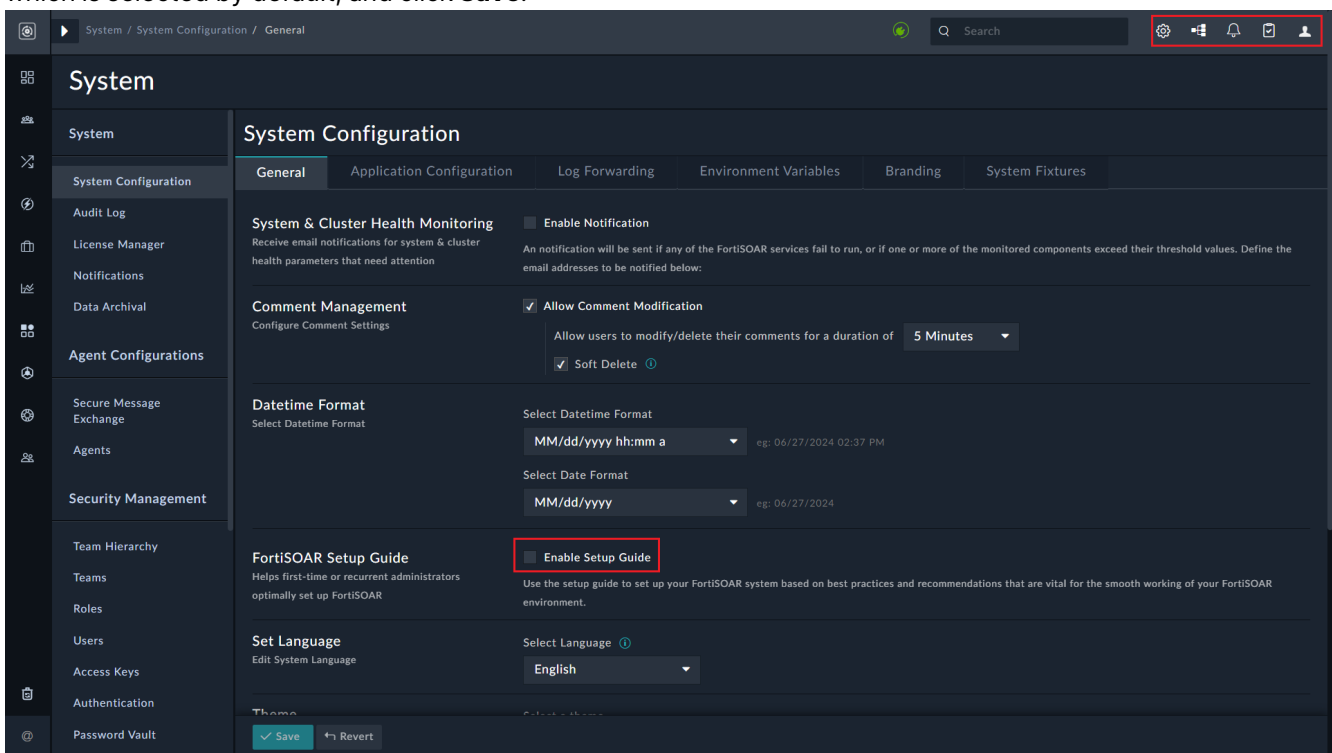 which is selected by default, and click Save.
System / System Configuration / General
Search
System
System
System Configuration
Audit Log
License Manager
Notifications
Data Archival
Agent Configurations
Secure Message
Exchange
Agents
Security Management
Team Hierarchy
Teams
Roles
Users
Access Keys
Authentication
Password Vault
System Configuration
General Application Configuration Log Forwarding Environment Variables Branding System Fixtures
System & Cluster Health Monitoring
Receive email notifications for system & cluster
health parameters that need attention
Enable Notification
An notification will be sent if any of the FortiSOAR services fail to run, or if one or more of the monitored components exceed their threshold values. Define the
email addresses to be notified below:
Comment Management
Configure Comment Settings
Allow Comment Modification
Allow users to modify/delete their comments for a duration of 5 Minutes
Soft Delete
Datetime Format
Select Datetime Format
Select Datetime Format
MM/dd/yyyy hh:mm a eg: 06/27/2024 02:37 PM
Select Date Format
MM/dd/yyyy eg: 06/27/2024
FortiSOAR Setup Guide
Helps first-time or recurrent administrators
optimally set up FortiSOAR
Enable Setup Guide
Use the setup guide to set up your FortiSOAR system based on best practices and recommendations that are vital for the smooth working of your FortiSOAR
environment.
Set Language
Edit System Language
Select Language
English
Theme
Select a theme
Save Revert